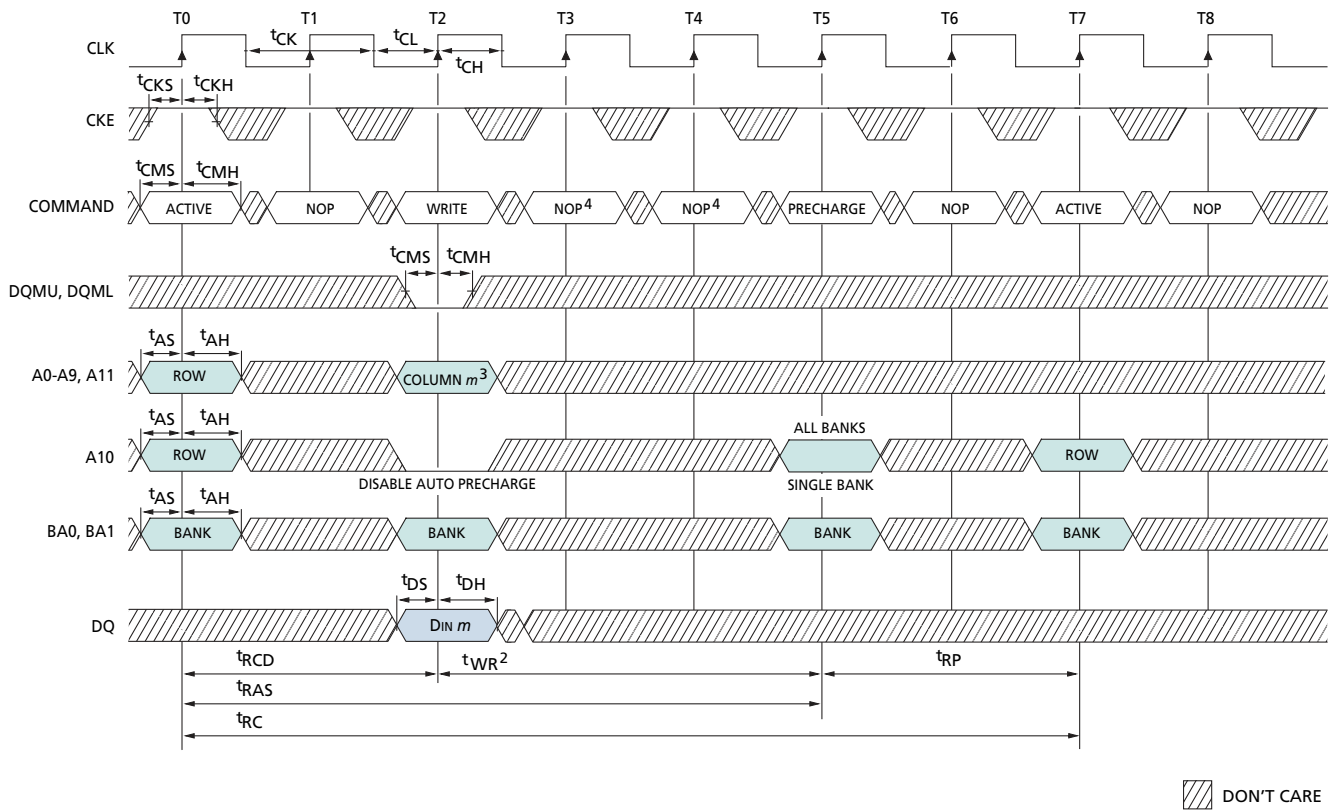 T0 T1 T2 T3 T4 T5 T6 T7 T8
CLK
tCK tCL
tCH
tCKS tCKH
CKE
tCMS tCMH
COMMAND ACTIVE NOP WRITE NOP4 NOP4 PRECHARGE NOP ACTIVE NOP
tCMS tCMH
DQMU, DQML
tAS tAH
A0-A9, A11 ROW COLUMN m3
tAS tAH
ALL BANKS
A10 ROW ROW
DISABLE AUTO PRECHARGE SINGLE BANK
tAS tAH
BA0, BA1 BANK BANK BANK BANK
tDS tDH
DQ DIN m
tRCD tWR2 tRP
tRAS
tRC
DON'T CARE